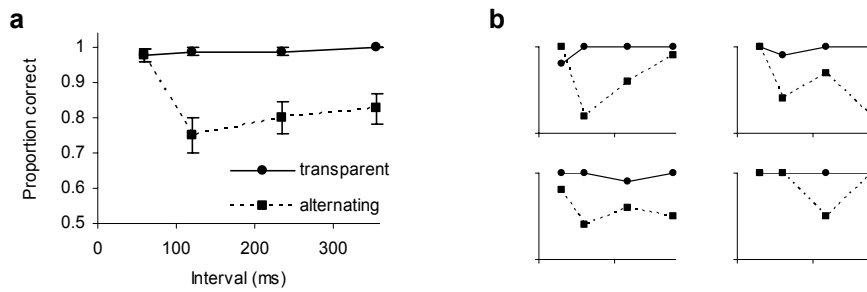 a
b
1
0.9
0.8
0.7
0.6
0.5
Proportion correct
transparent
alternating
0
100
200
300
Interval (ms)